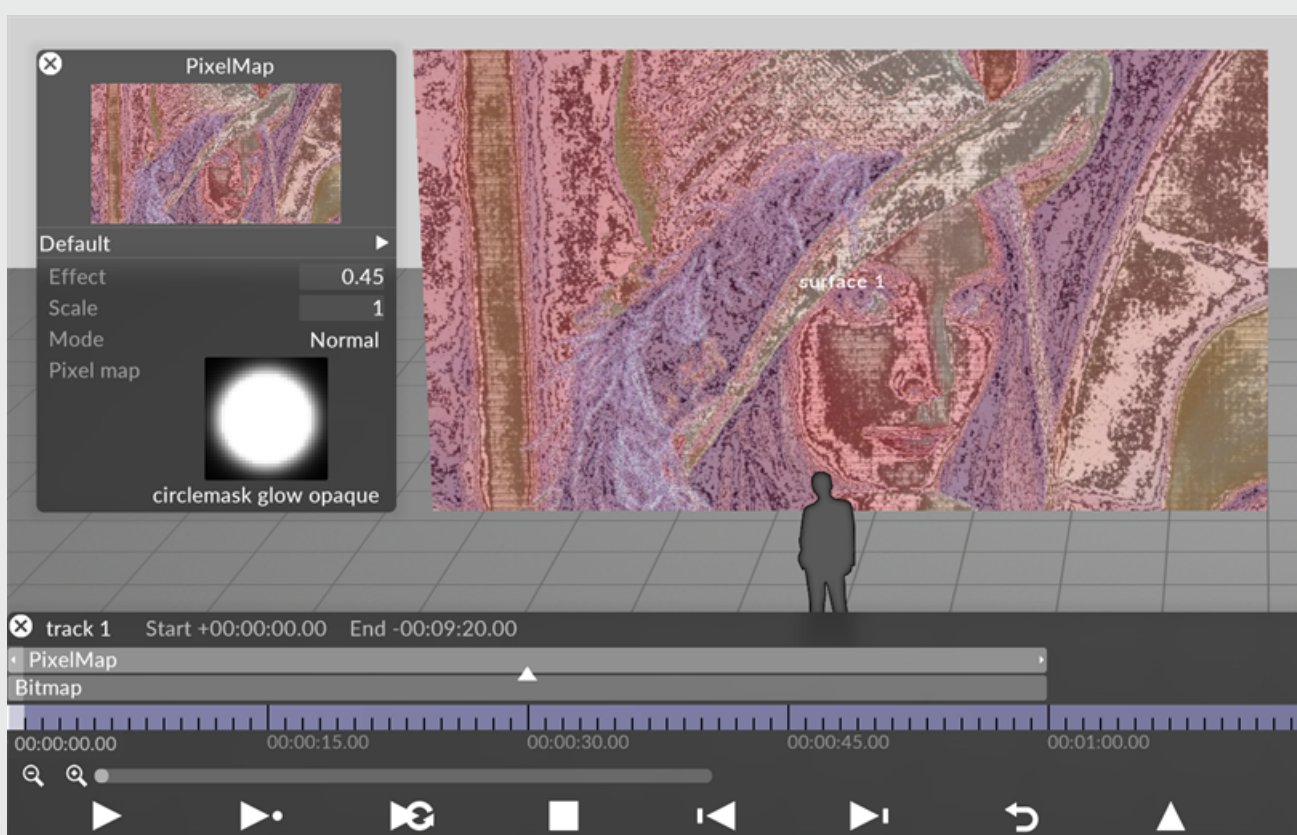 PixelMap
Default
Effect 0.45
Scale 1
Mode Normal
Pixel map
circlemask glow opaque
surface 1
track 1 Start +00:00:00.00 End -00:09:20.00
PixelMap
Bitmap
00:00:00.00 00:00:15.00 00:00:30.00 00:00:45.00 00:01:00.00